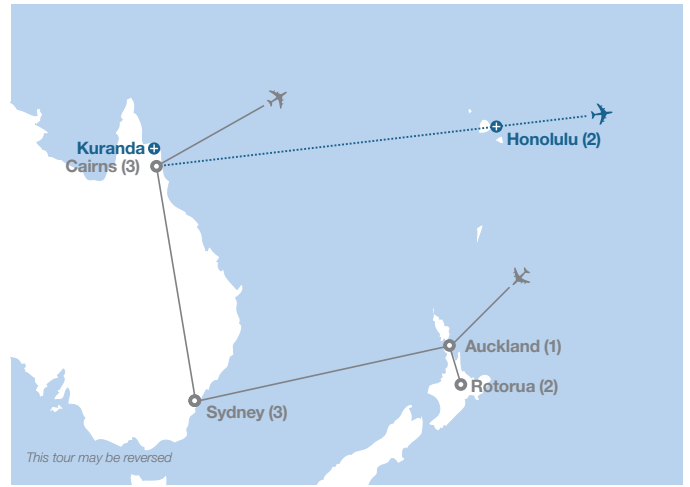 Kuranda
Cairns (3)
Honolulu (2)
Auckland (1)
Rotorua (2)
Sydney (3)
This tour may be reversed